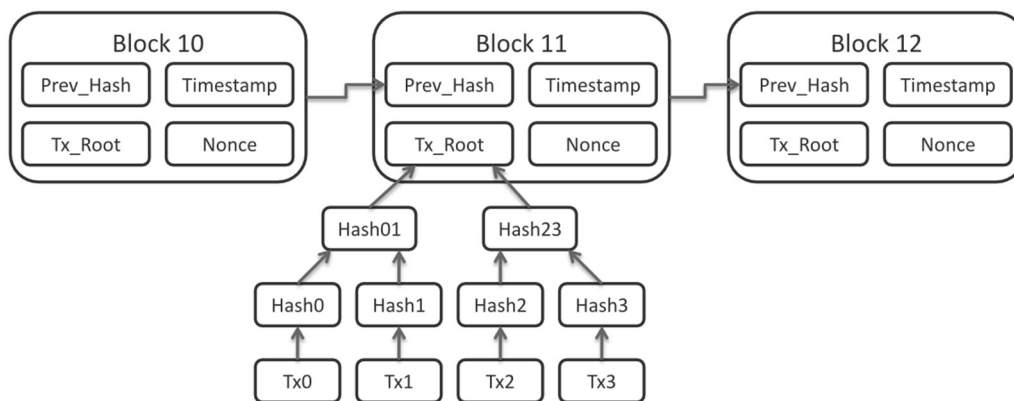 Block 10
Block 11
Block 12
Prev_Hash Timestamp
Prev_Hash Timestamp
Prev_Hash Timestamp
Tx_Root Nonce
Tx_Root Nonce
Tx_Root Nonce
Hash01
Hash23
Hash0
Hash1
Hash2
Hash3
Tx0
Tx1
Tx2
Tx3